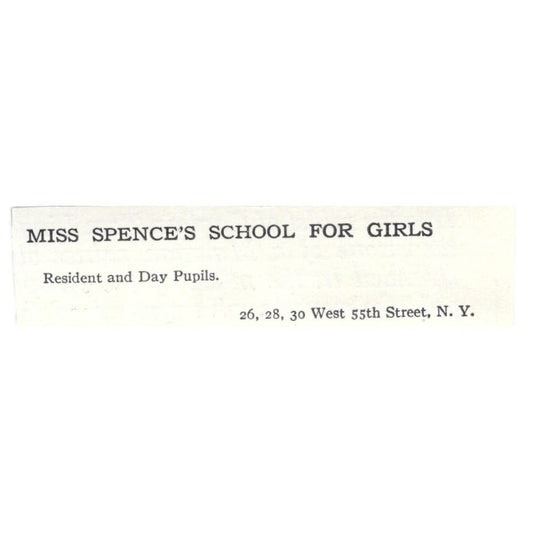 MISS SPENCE'S SCHOOL FOR GIRLS
Resident and Day Pupils.
26, 28, 30 West 55th Street, N. Y.